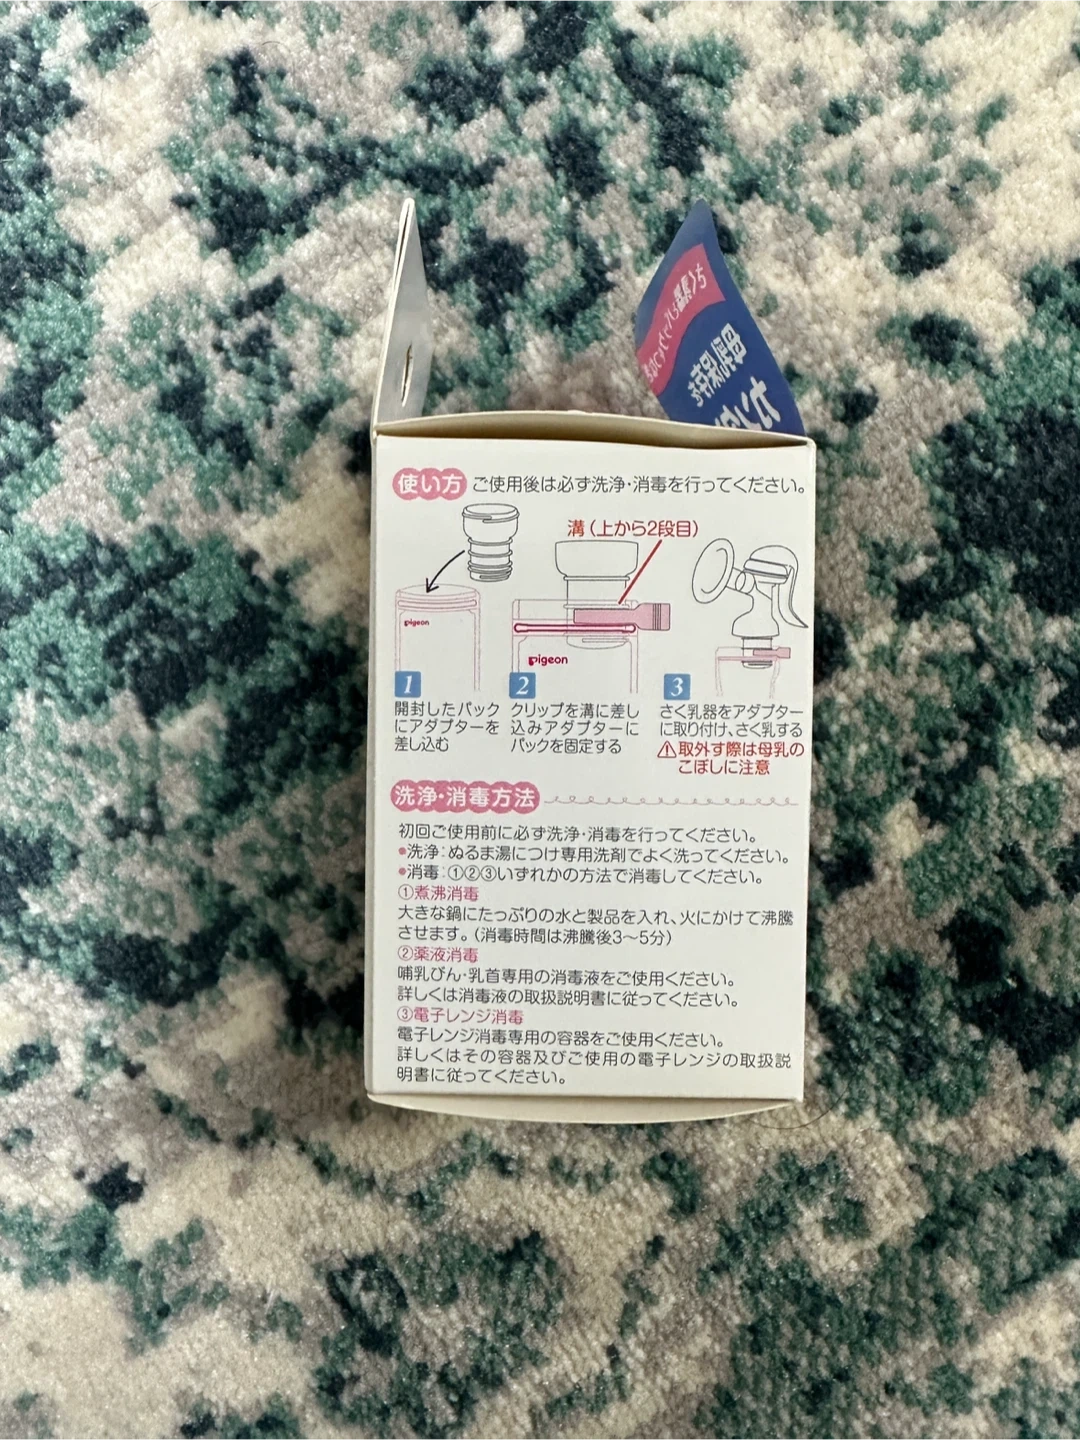 母乳保存
使い方 ご使用後は必ず洗浄・消毒を行ってください。
溝(上から2段目)
pigeon
pigeon
1
開封したパック
にアダプターを
差し込む
2
クリップを溝に差し
込みアダプターに
パックを固定する
3
さく乳器をアダプター
に取り付け、さく乳する
⚠取外す際は母乳の
こぼしに注意
洗浄・消毒方法
初回ご使用前に必ず洗浄・消毒を行ってください。
●洗浄:ぬるま湯につけ専用洗剤でよく洗ってください。
●消毒:①②③いずれかの方法で消毒してください。
①煮沸消毒
大きな鍋にたっぷりの水と製品を入れ、火にかけて沸騰
させます。(消毒時間は沸騰後3〜5分)
②薬液消毒
哺乳びん・乳首専用の消毒液をご使用ください。
詳しくは消毒液の取扱説明書に従ってください。
③電子レンジ消毒
電子レンジ消毒専用の容器をご使用ください。
詳しくはその容器及びご使用の電子レンジの取扱説
明書に従ってください。